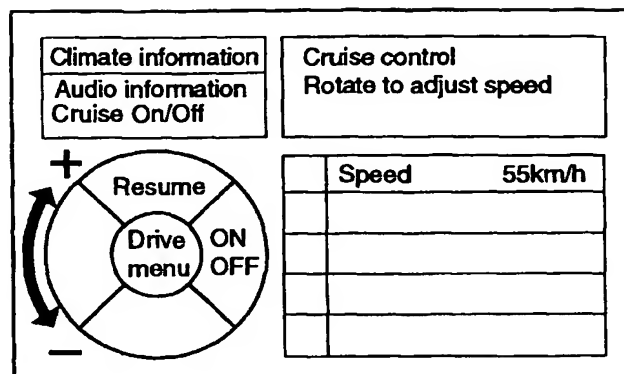 Climate information
Audio information
Cruise On/Off
Cruise control
Rotate to adjust speed
+
Resume
Drive
menu
ON
OFF
−
Speed 55km/h